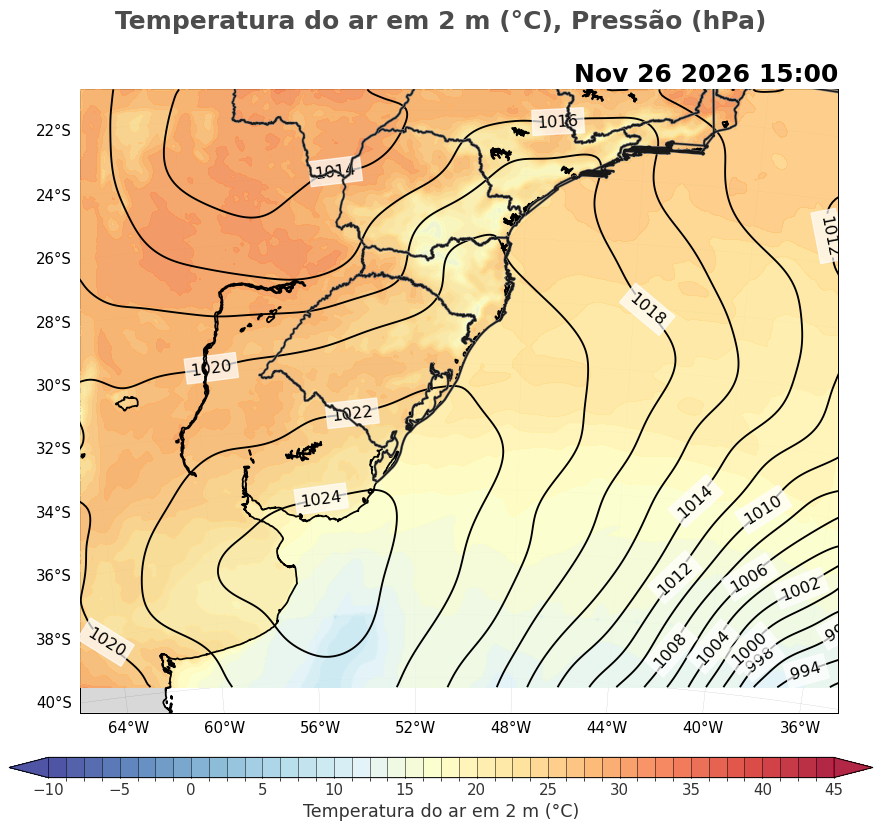 Temperatura do ar em 2 m (°C), Pressão (hPa)
Nov 26 2026 15:00
22°S
24°S
26°S
28°S
30°S
32°S
34°S
36°S
38°S
40°S
1016
1014
1012
1018
1020
1022
1024
1014
1010
1012
1006
1002
1020
1008
1004
1000
998
994
64°W
60°W
56°W
52°W
48°W
44°W
40°W
36°W
−10
−5
0
5
10
15
20
25
30
35
40
45
Temperatura do ar em 2 m (°C)